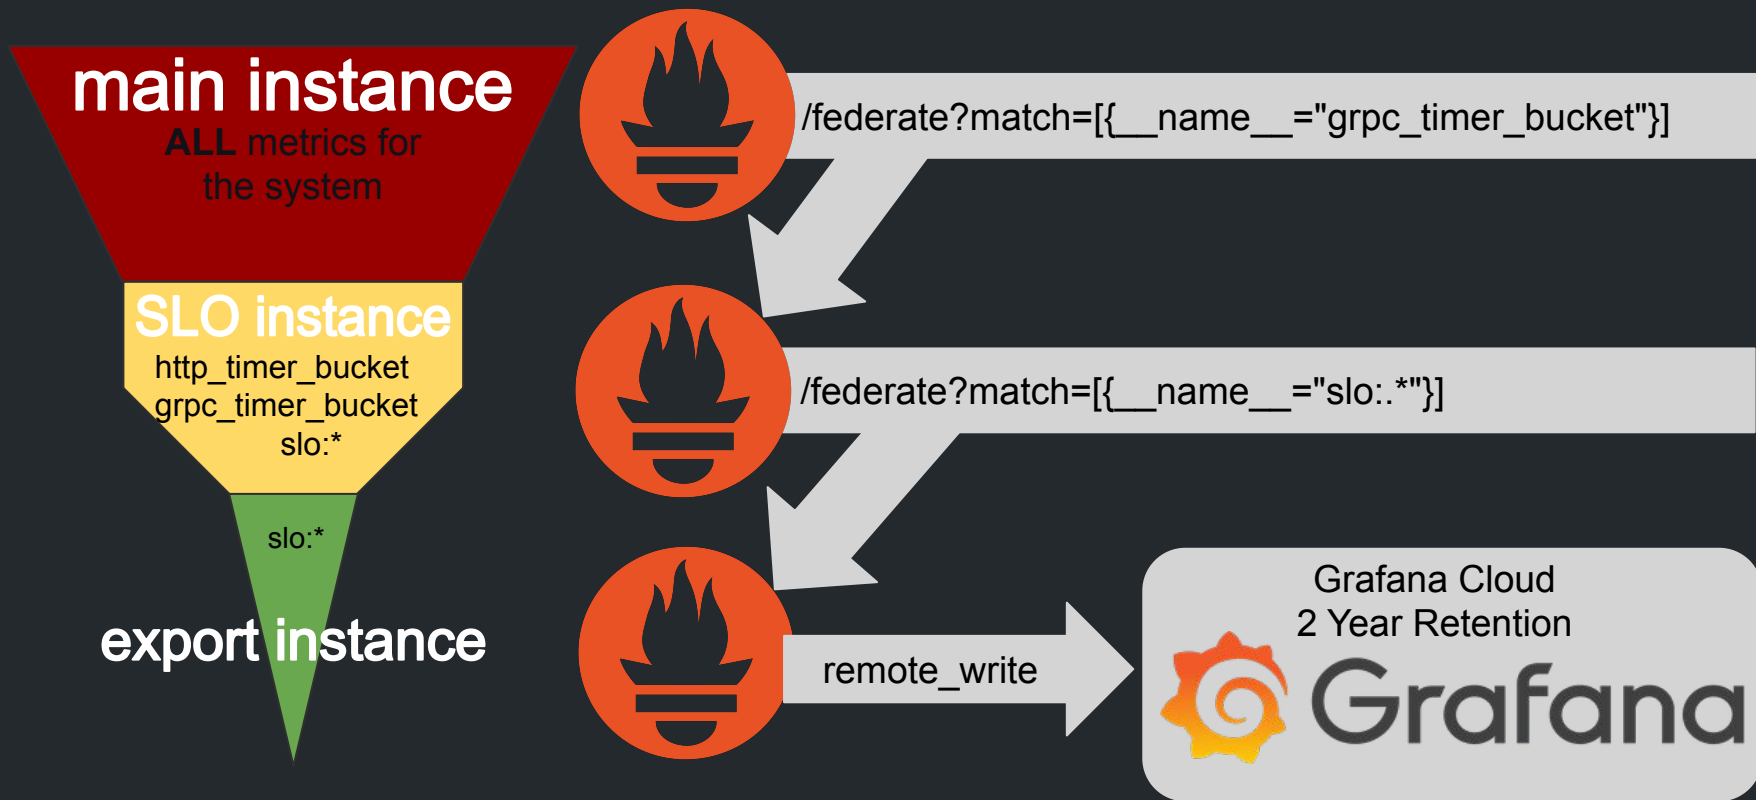 main instance
ALL metrics for
the system
/federate?match=[{__name__="grpc_timer_bucket"}]
SLO instance
http_timer_bucket
grpc_timer_bucket
slo:*
/federate?match=[{__name__="slo:.*"}]
slo:*
export instance
remote_write
Grafana Cloud
2 Year Retention
Grafana